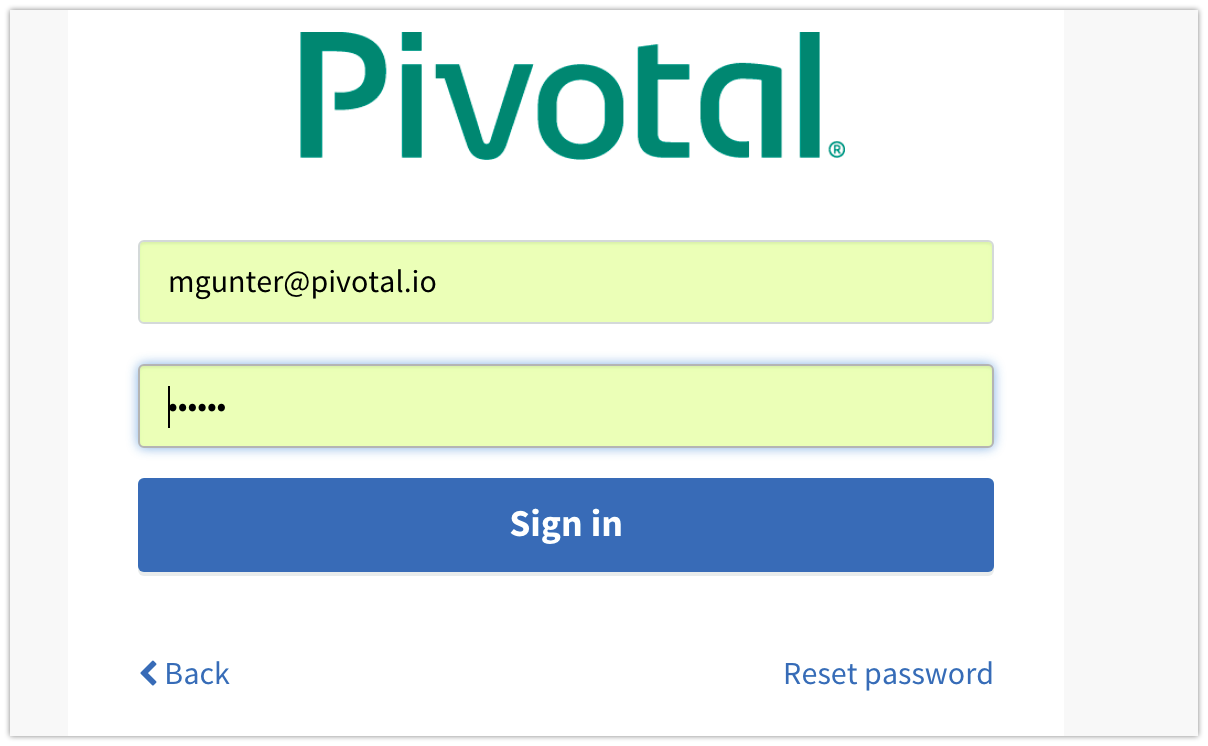 Pivotal®
mgunter@pivotal.io
••••••
Sign in
Back
Reset password